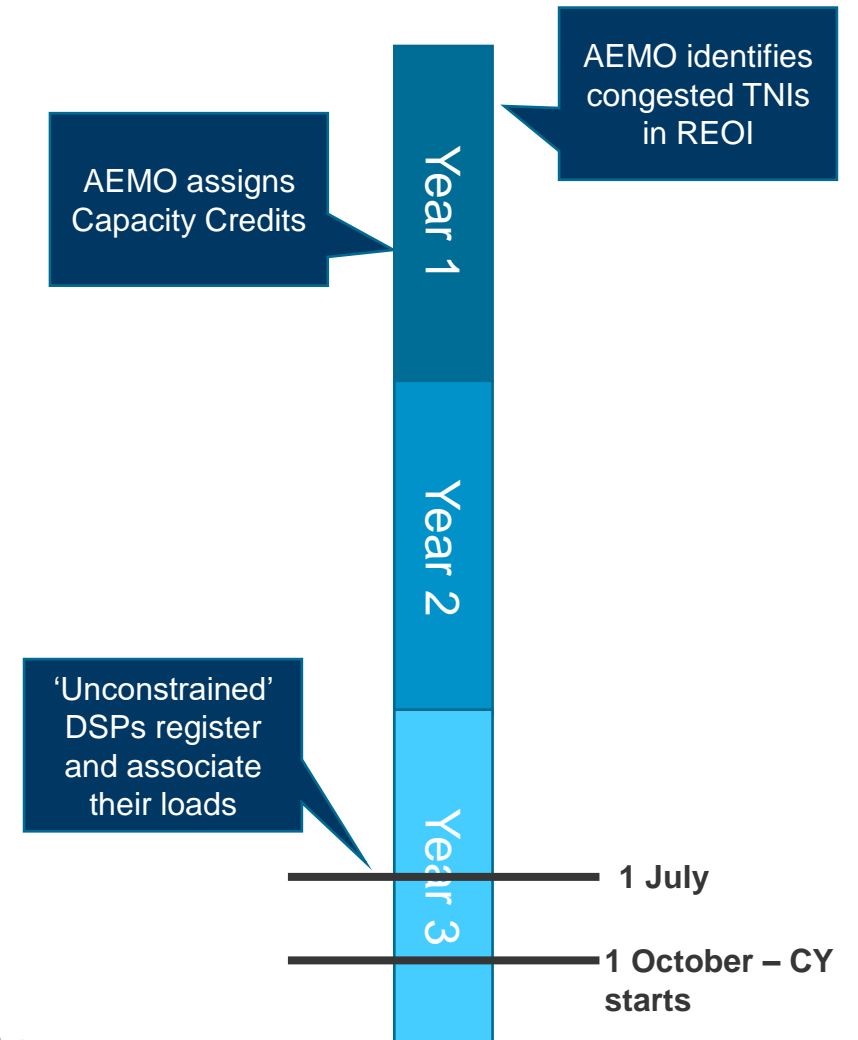 AEMO identifies
congested TNIs
in REOI
AEMO assigns
Capacity Credits
Year 1
Year 2
‘Unconstrained’
DSPs register
and associate
their loads
Year 3
1 July
1 October – CY
starts